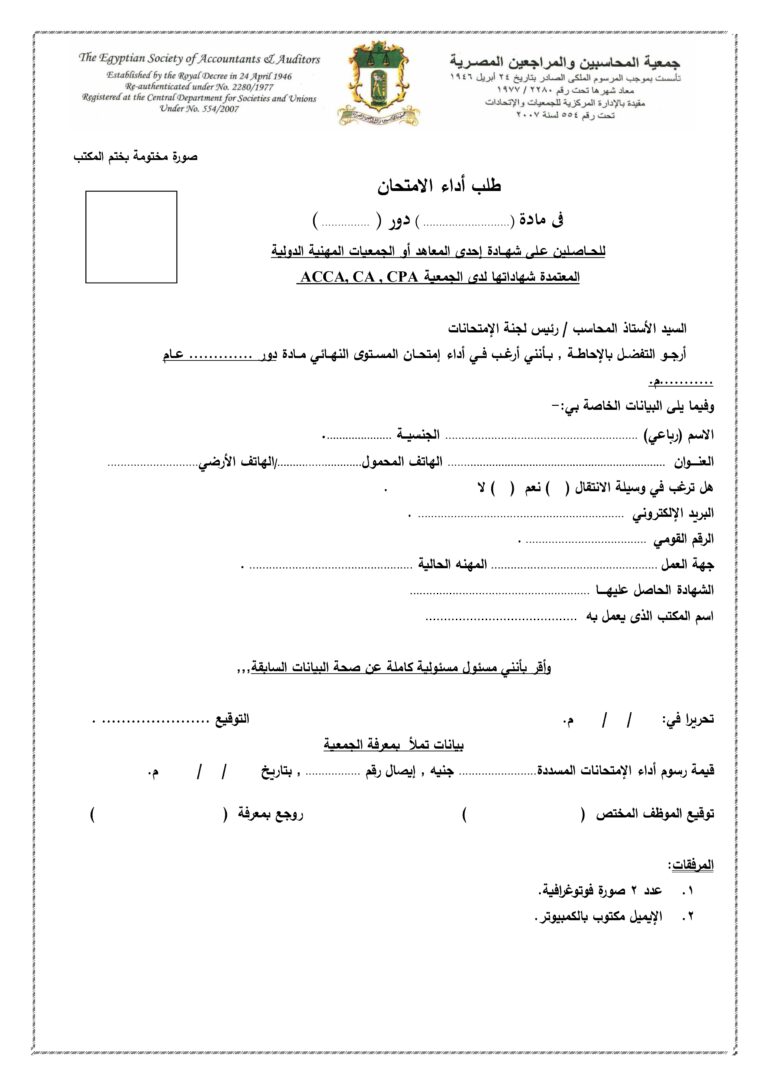 The Egyptian Society of Accountants & Auditors
Established by the Royal Decree in 24 April 1946
Re-authenticated under No. 2280/1977
Registered at the Central Department for Societies and Unions
Under No. 554/2007
جمعية المحاسبين والمراجعين المصرية
تأسست بموجب المرسوم الملكى الصادر بتاريخ ٢٤ أبريل ١٩٤٦
معاد شهرها تحت رقم ٢٢٨٠ / ١٩٧٧
مقيدة بالإدارة المركزية للجمعيات والإتحادات
تحت رقم ٥٥٤ لسنة ٢٠٠٧
صورة مختومة بختم المكتب
طلب أداء الامتحان
فى مادة (..........................) دور ( ............... )
للحاصلين على شهادة إحدى المعاهد أو الجمعيات المهنية الدولية
المعتمدة شهاداتها لدى الجمعية ACCA, CA , CPA
السيد الأستاذ المحاسب / رئيس لجنة الإمتحانات
أرجو التفضل بالإحاطة , بأنني أرغب في أداء إمتحان المستوى النهائي مادة دور ............. عام
...........م.
وفيما يلى البيانات الخاصة بي:-
الاسم (رباعي) ........................................................... الجنسية .....................
العنوان .................................................................. الهاتف المحمول........................../الهاتف الأرضي............................
هل ترغب في وسيلة الانتقال ( ) نعم ( ) لا .
البريد الإلكتروني ............................................................... .
الرقم القومي ..................................... .
جهة العمل ................................................... المهنه الحالية .................................................. .
الشهادة الحاصل عليها .......................................................
اسم المكتب الذى يعمل به .........................................
وأقر بأنني مسئول مسئولية كاملة عن صحة البيانات السابقة,,,
تحريرا في: / / م. التوقيع ...................... .
بيانات تملأ بمعرفة الجمعية
قيمة رسوم أداء الإمتحانات المسددة........................ جنيه , إيصال رقم ................. , بتاريخ / / م.
توقيع الموظف المختص ( ) روجع بمعرفة ( )
المرفقات:
١. عدد ٢ صورة فوتوغرافية.
٢. الإيميل مكتوب بالكمبيوتر.